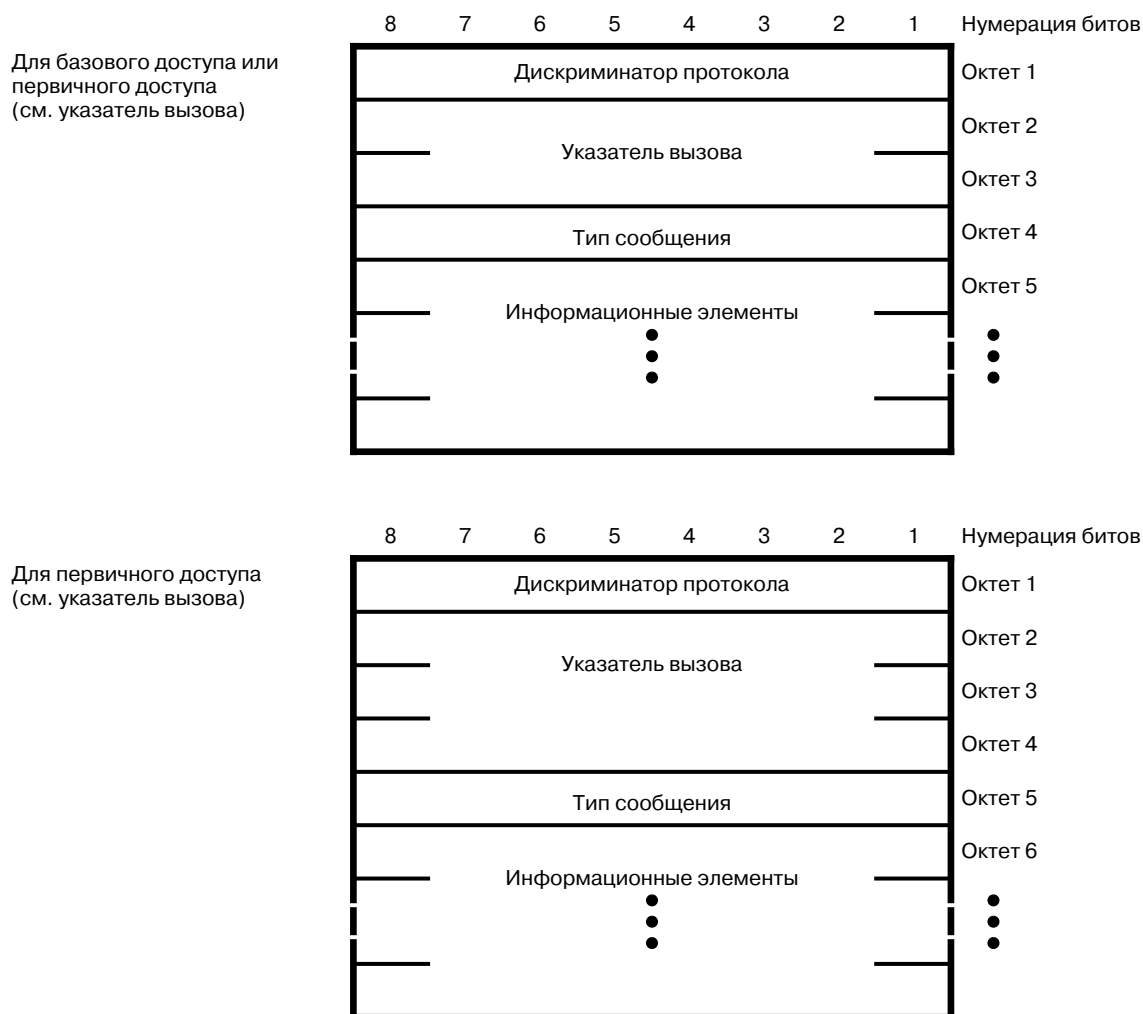 8 7 6 5 4 3 2 1 Нумерация битов
Для базового доступа или
первичного доступа
(см. указатель вызова)
Дискриминатор протокола Октет 1
Октет 2
Указатель вызова
Октет 3
Тип сообщения Октет 4
Октет 5
Информационные элементы
8 7 6 5 4 3 2 1 Нумерация битов
Для первичного доступа
(см. указатель вызова)
Дискриминатор протокола Октет 1
Октет 2
Указатель вызова
Октет 3
Октет 4
Тип сообщения Октет 5
Октет 6
Информационные элементы